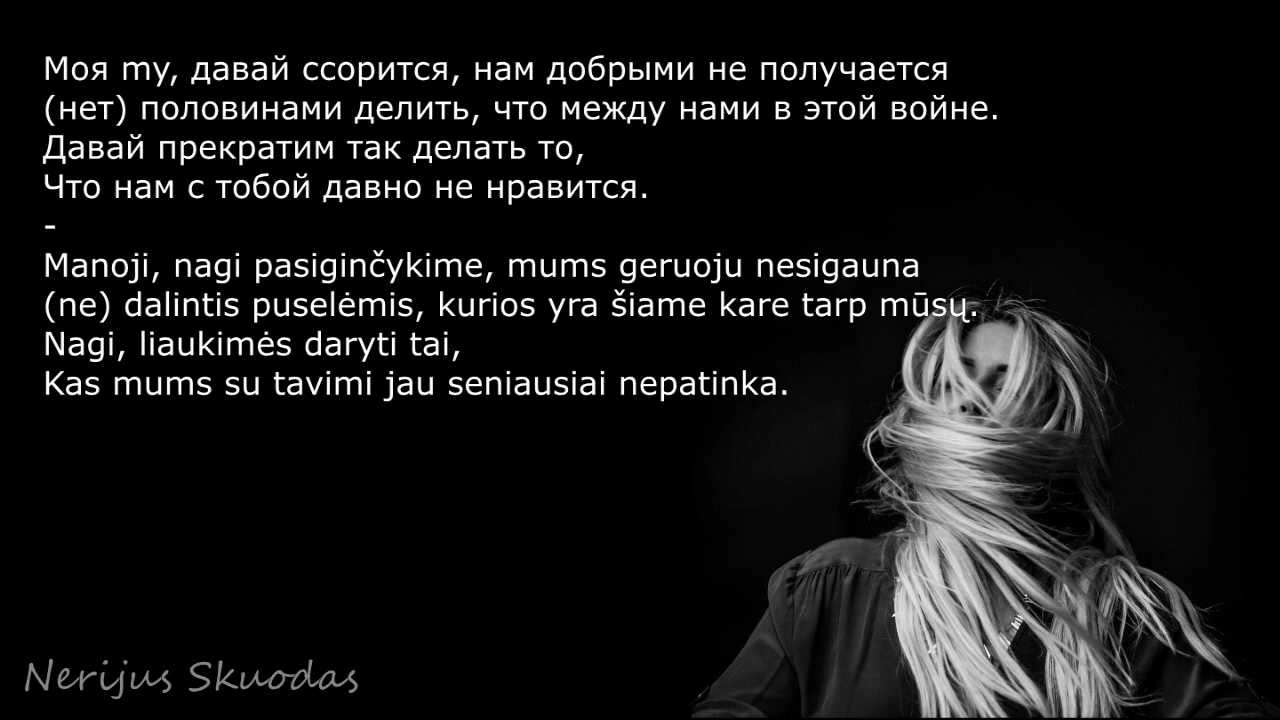 Моя my, давай ссорится, нам добрыми не получается
(нет) половинами делить, что между нами в этой войне.
Давай прекратим так делать то,
Что нам с тобой давно не нравится.
-
Manoji, nagi pasiginčykime, mums geruoju nesigauna
(ne) dalintis puselėmis, kurios yra šiame kare tarp mūsų.
Nagi, liaukimės daryti tai,
Kas mums su tavimi jau seniausiai nepatinka.
Nerijus Skuodas